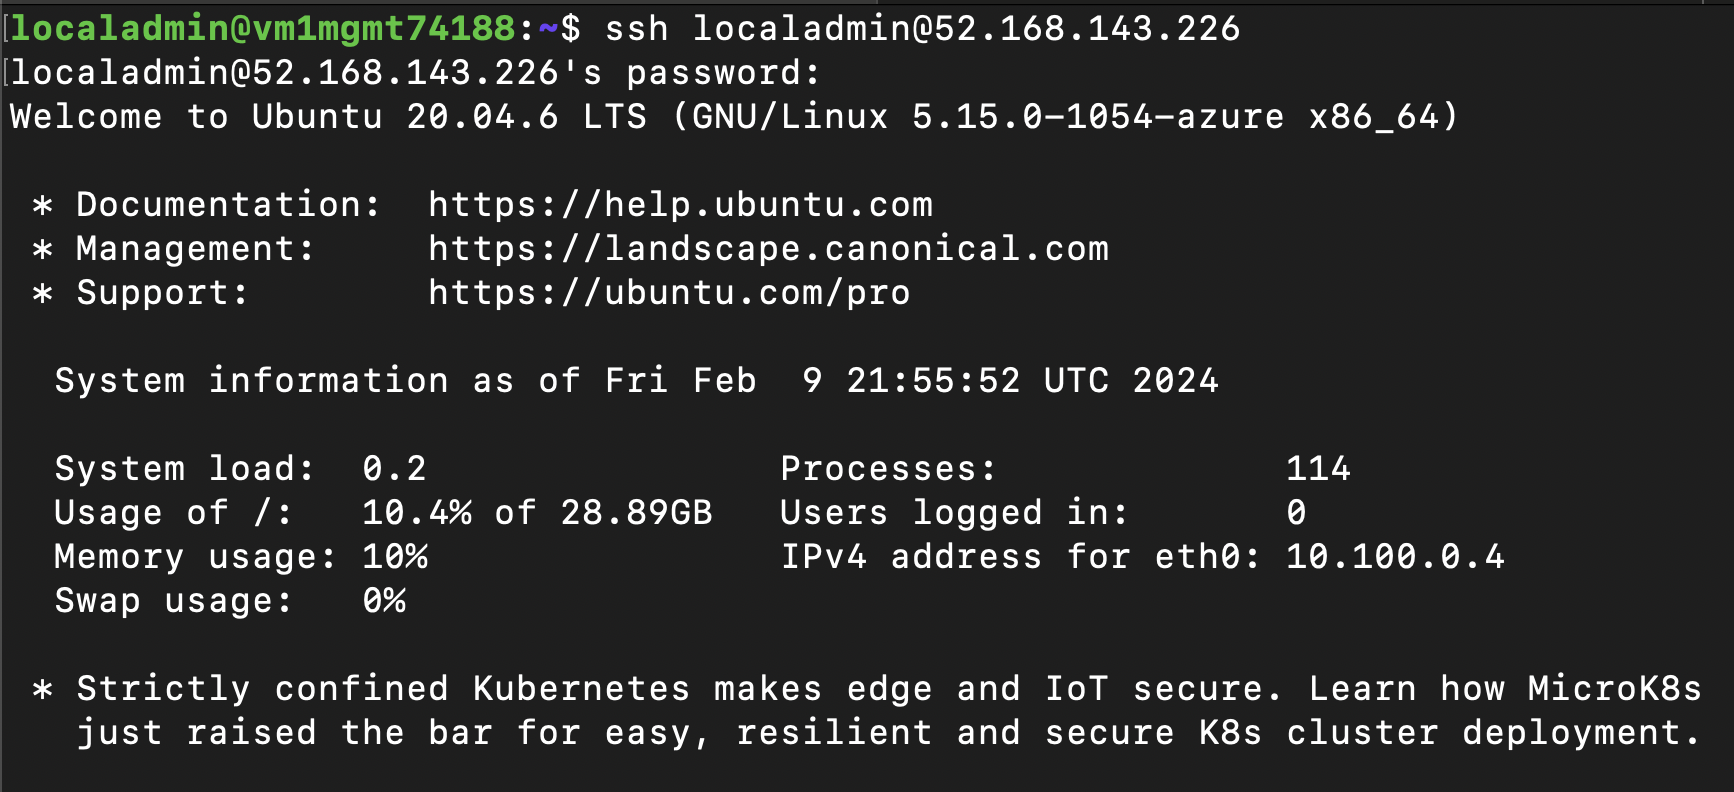 localadmin@vm1mgmt74188:~$ ssh localadmin@52.168.143.226
localadmin@52.168.143.226's password:
Welcome to Ubuntu 20.04.6 LTS (GNU/Linux 5.15.0-1054-azure x86_64)

 * Documentation:  https://help.ubuntu.com
 * Management:     https://landscape.canonical.com
 * Support:        https://ubuntu.com/pro

  System information as of Fri Feb  9 21:55:52 UTC 2024

  System load:  0.2                Processes:             114
  Usage of /:   10.4% of 28.89GB   Users logged in:       0
  Memory usage: 10%                IPv4 address for eth0: 10.100.0.4
  Swap usage:   0%

 * Strictly confined Kubernetes makes edge and IoT secure. Learn how MicroK8s
   just raised the bar for easy, resilient and secure K8s cluster deployment.